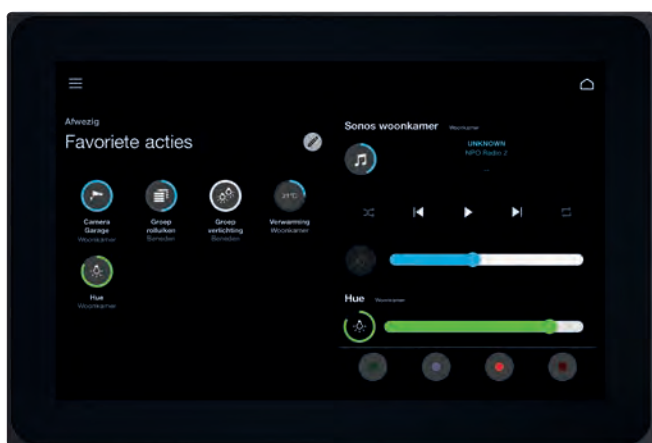 Afwezig
Favoriete acties
Camera
Garage
Woonkamer
Groep
rolluiken
Beneden
Groep
verlichting
Beneden
21°C
Verwarming
Woonkamer
Hue
Woonkamer
Sonos woonkamer Woonkamer
UNKNOWN
NPO Radio 2
Hue Woonkamer